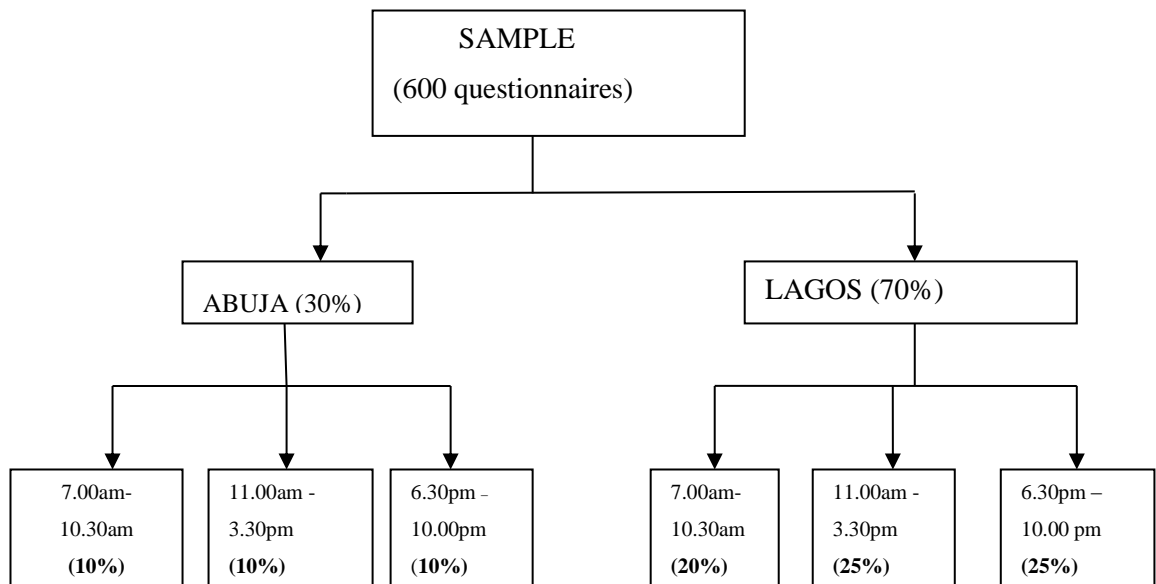 SAMPLE
(600 questionnaires)
ABUJA (30%)
LAGOS (70%)
7.00am-
10.30am
(10%)
11.00am -
3.30pm
(10%)
6.30pm –
10.00pm
(10%)
7.00am-
10.30am
(20%)
11.00am -
3.30pm
(25%)
6.30pm –
10.00 pm
(25%)